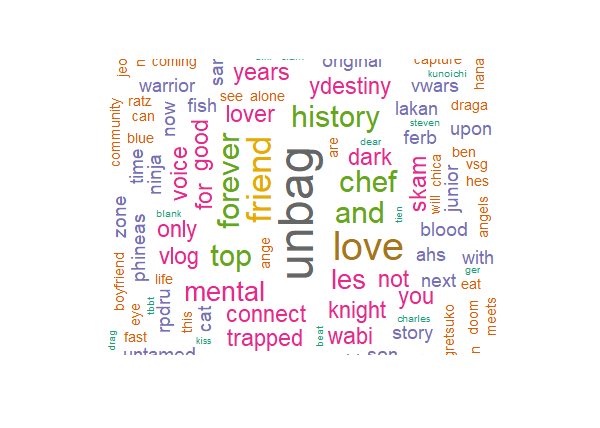 original
capture
coming
years
ydestiny
kunoichi
hana
jeo
sar
warrior
vwars
ratz
fish
see
alone
lover
history
lakan
draga
community
can
now
good
for
voice
blue
time
ninja
forever
friend
unbag
are
dear
dark
steven
ferb
upon
ben
vsg
hes
chef
skam
will
chica
junior
angels
blank
and
tien
zone
phineas
only
vlog
top
ange
love
ahs
blood
with
ger
eat
boyfriend
life
tbbt
rpdru
cat
this
mental
les
not
you
next
eye
fast
drag
kiss
connect
trapped
beat
knight
wabi
charles
story
gretsuko
doom
meets
untamed
son